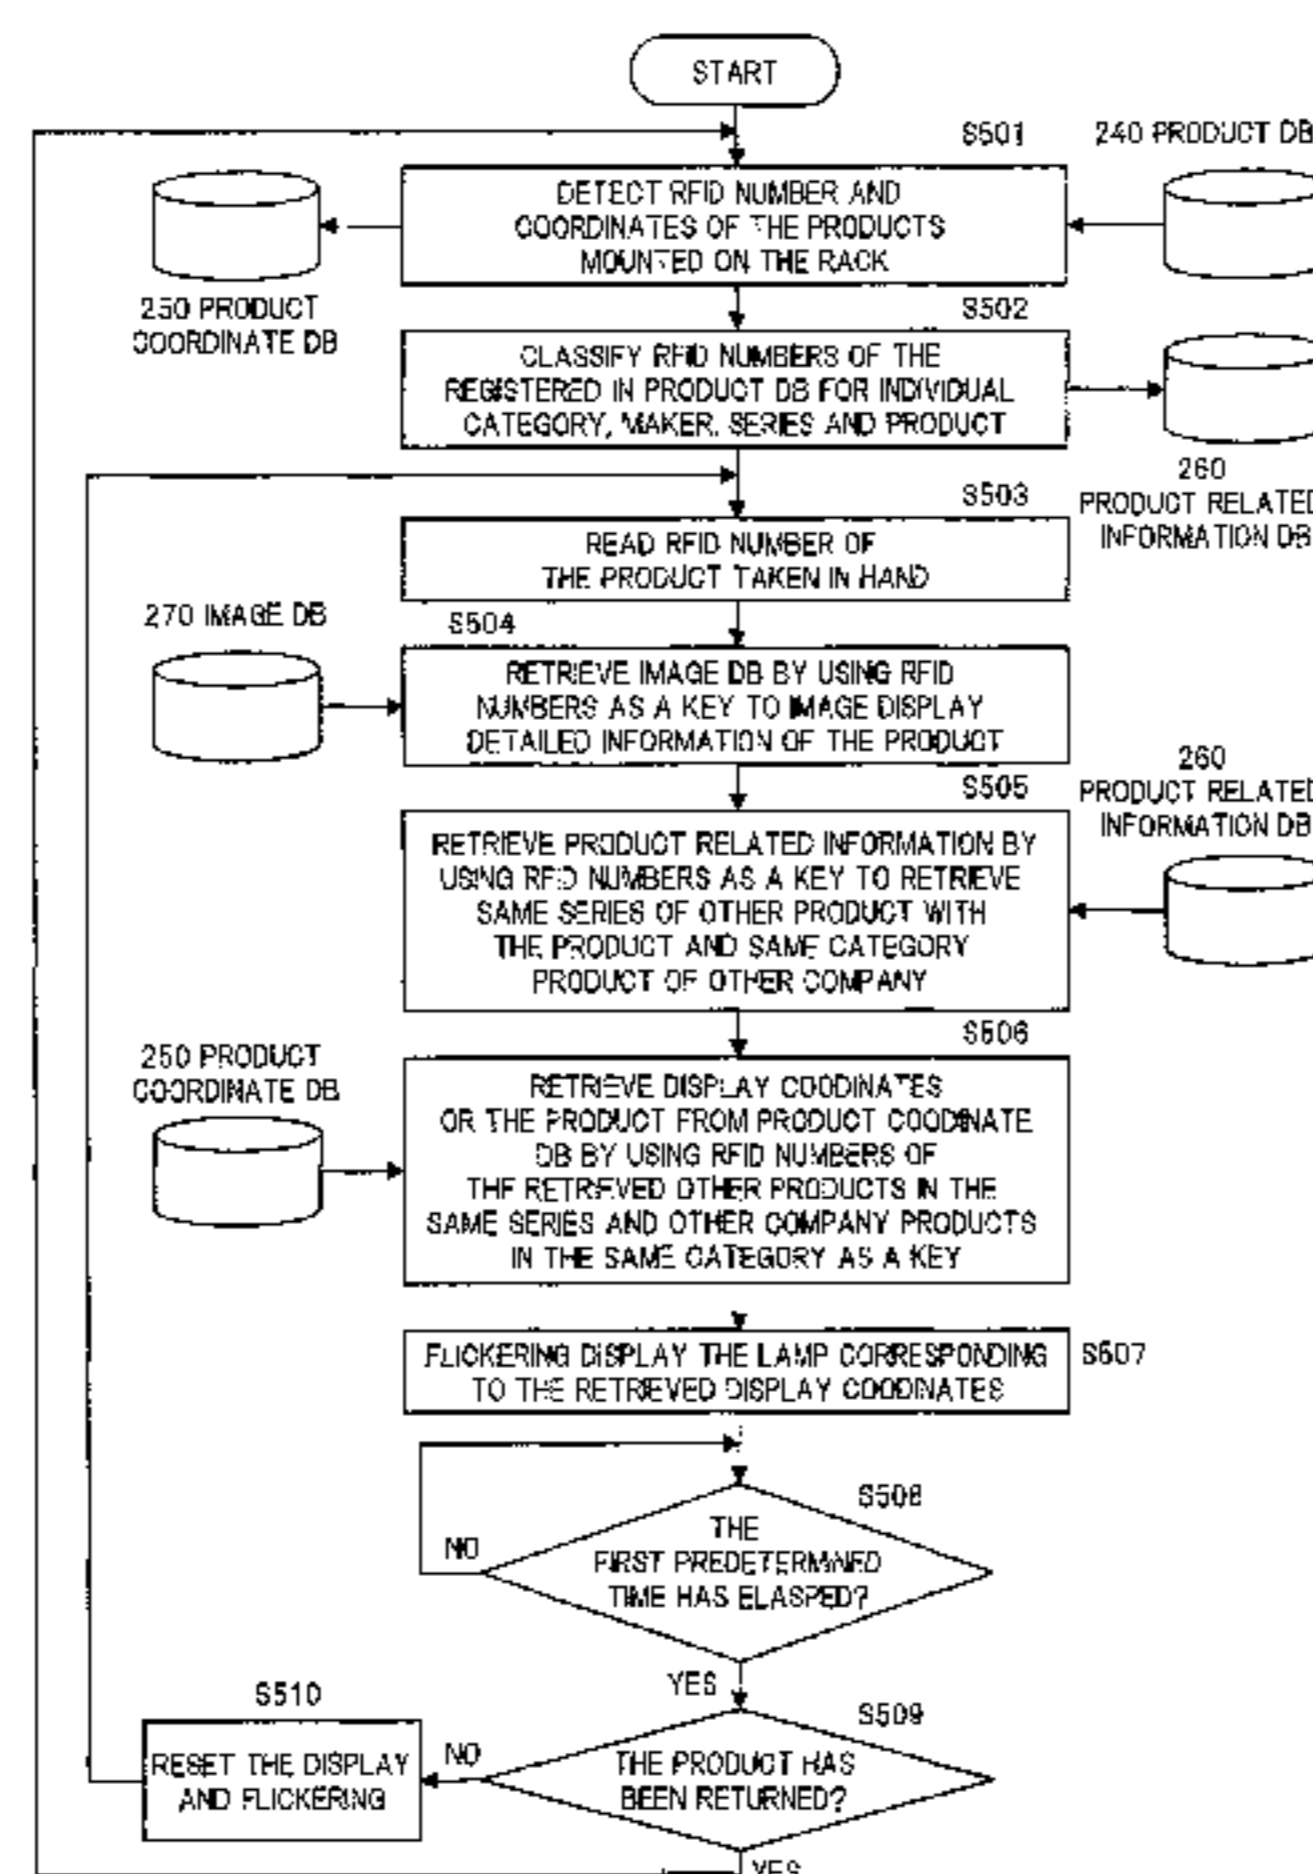 START
S501
240 PRODUCT DB
DETECT RFID NUMBER AND
COORDINATES OF THE PRODUCTS
MOUNTED ON THE RACK
250 PRODUCT
COORDINATE DB
S502
CLASSIFY RFID NUMBERS OF THE
REGISTERED IN PRODUCT DB FOR INDIVIDUAL
CATEGORY, MAKER, SERIES AND PRODUCT
260
PRODUCT RELATED
INFORMATION DB
S503
READ RFID NUMBER OF
THE PRODUCT TAKEN IN HAND
270 IMAGE DB
S504
RETRIEVE IMAGE DB BY USING RFID
NUMBERS AS A KEY TO IMAGE DISPLAY
DETAILED INFORMATION OF THE PRODUCT
260
PRODUCT RELATED
INFORMATION DB
S505
RETRIEVE PRODUCT RELATED INFORMATION BY
USING RFID NUMBERS AS A KEY TO RETRIEVE
SAME SERIES OF OTHER PRODUCT WITH
THE PRODUCT AND SAME CATEGORY
PRODUCT OF OTHER COMPANY
250 PRODUCT
COORDINATE DB
S506
RETRIEVE DISPLAY COODINATES
OR THE PRODUCT FROM PRODUCT COODINATE
DB BY USING RFID NUMBERS OF
THE RETRIEVED OTHER PRODUCTS IN THE
SAME SERIES AND OTHER COMPANY PRODUCTS
IN THE SAME CATEGORY AS A KEY
FLICKERING DISPLAY THE LAMP CORRESPONDING
TO THE RETRIEVED DISPLAY COODINATES
S507
S508
THE
FIRST PREDETERMINED
TIME HAS ELASPED?
NO
YES
S509
THE PRODUCT HAS
BEEN RETURNED?
NO
S510
RESET THE DISPLAY
AND FLICKERING
YES